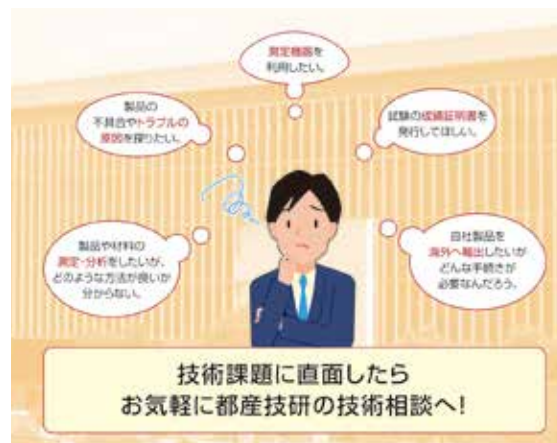 測定機器を
利用したい。
製品の
不具合やトラブルの
原因を探りたい。
試験の成績証明書を
発行してほしい。
製品や材料の
測定・分析をしたいが、
どのような方法が良いか
分からない。
自社製品を
海外へ輸出したいが
どんな手続きが
必要なんだろう。
技術課題に直面したら
お気軽に都産技研の技術相談へ!